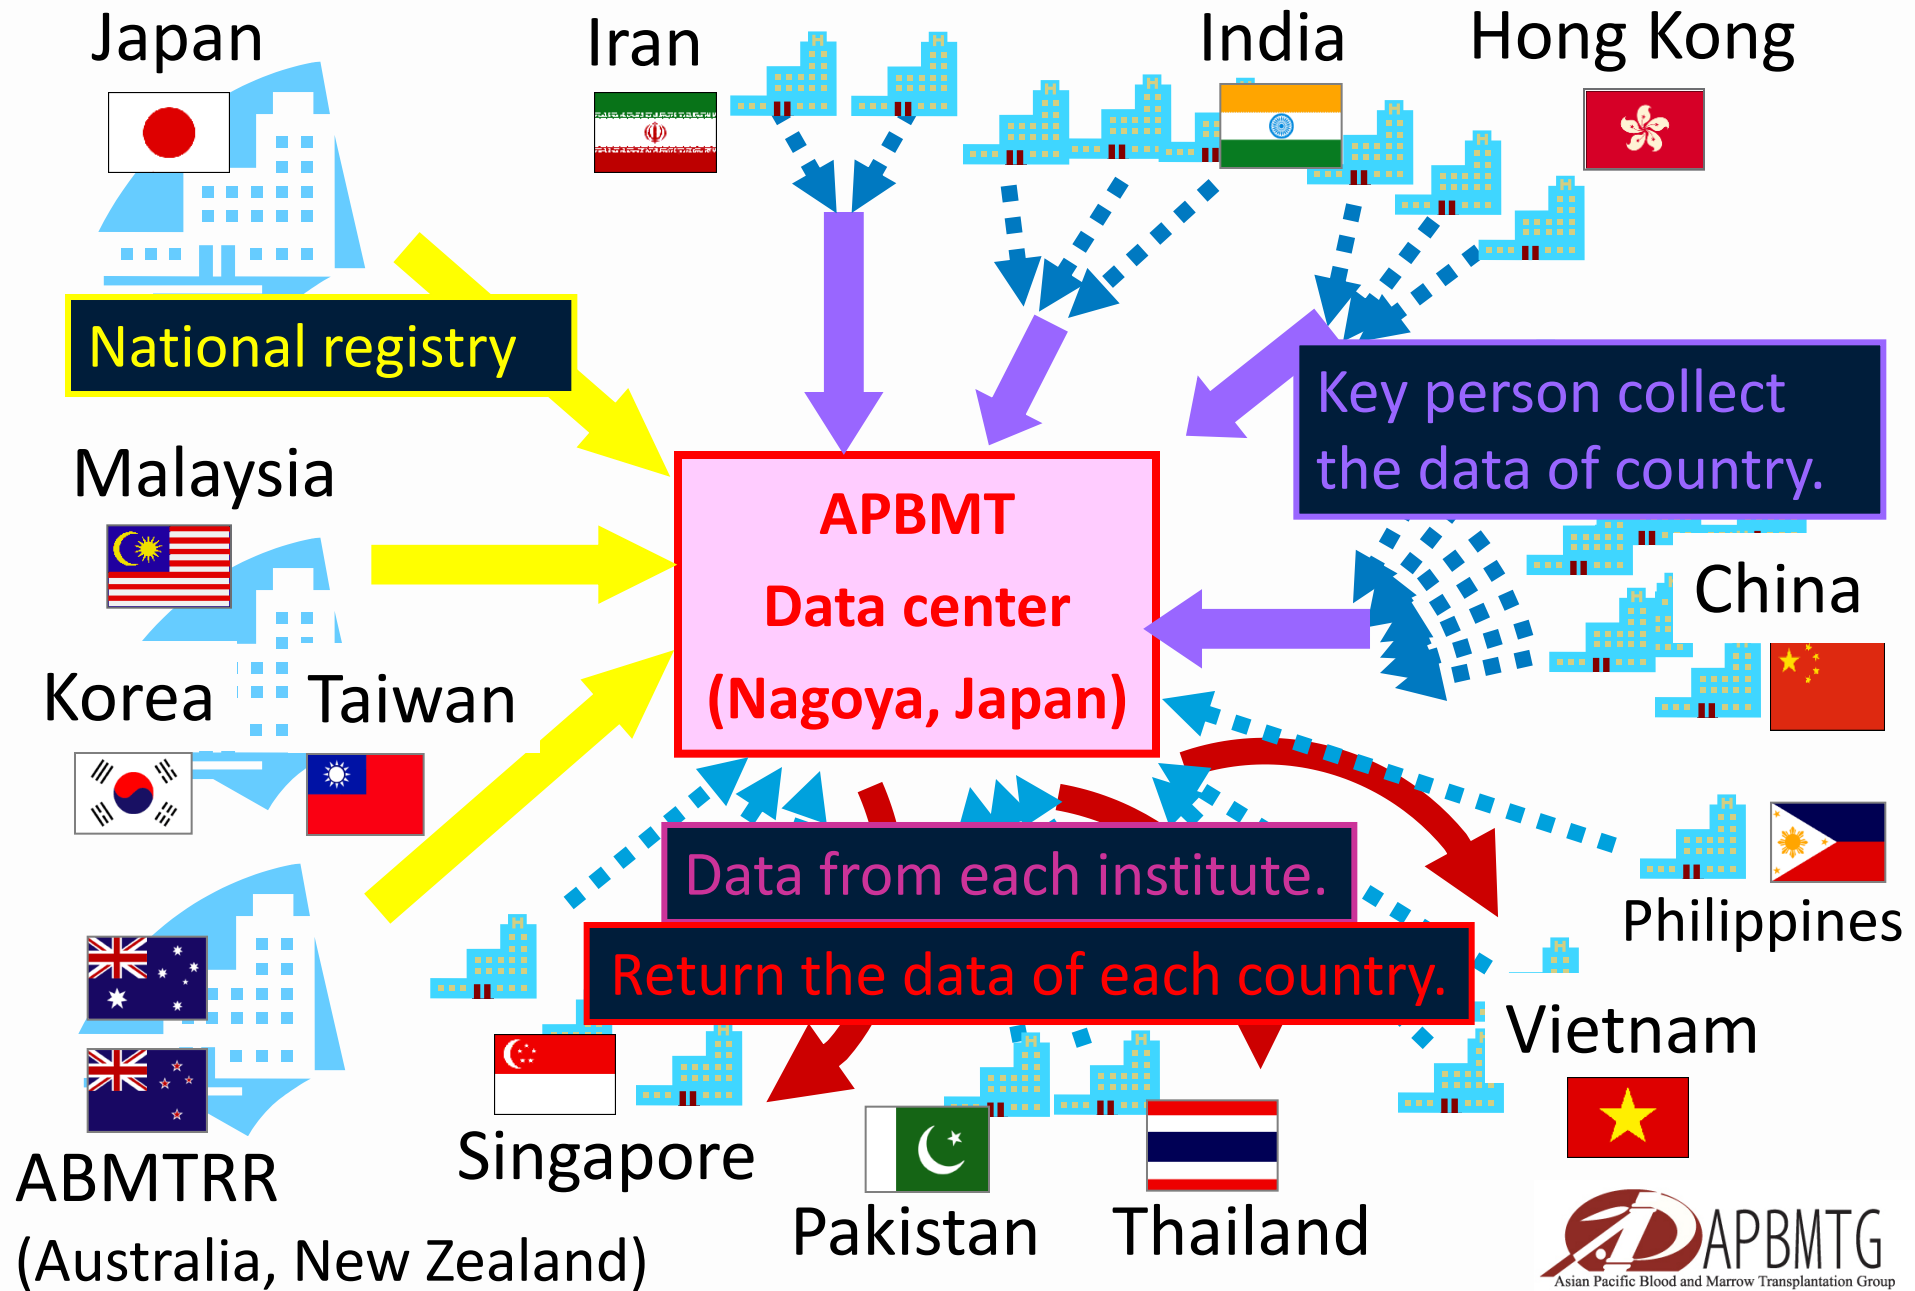 Japan
Iran
India
Hong Kong
National registry
Key person collect
the data of country.
Malaysia
APBMT
Data center
(Nagoya, Japan)
China
Korea
Taiwan
Data from each institute.
Philippines
Return the data of each country.
Vietnam
Singapore
ABMTRR
(Australia, New Zealand)
Pakistan
Thailand
APBMTG
Asian Pacific Blood and Marrow Transplantation Group